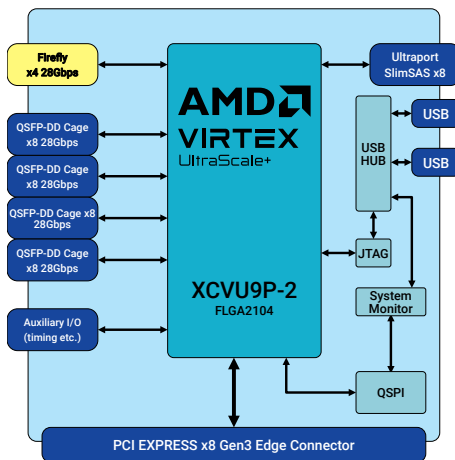 Firefly
x4 28Gbps
QSFP-DD Cage
x8 28Gbps
QSFP-DD Cage
x8 28Gbps
QSFP-DD Cage x8
28Gbps
QSFP-DD Cage
x8 28Gbps
Auxiliary I/O
(timing etc.)
AMD
VIRTEX
UltraScale+
XCVU9P-2
FLGA2104
Ultraport
SlimSAS x8
USB
USB
USB
HUB
JTAG
System
Monitor
QSPI
PCI EXPRESS x8 Gen3 Edge Connector